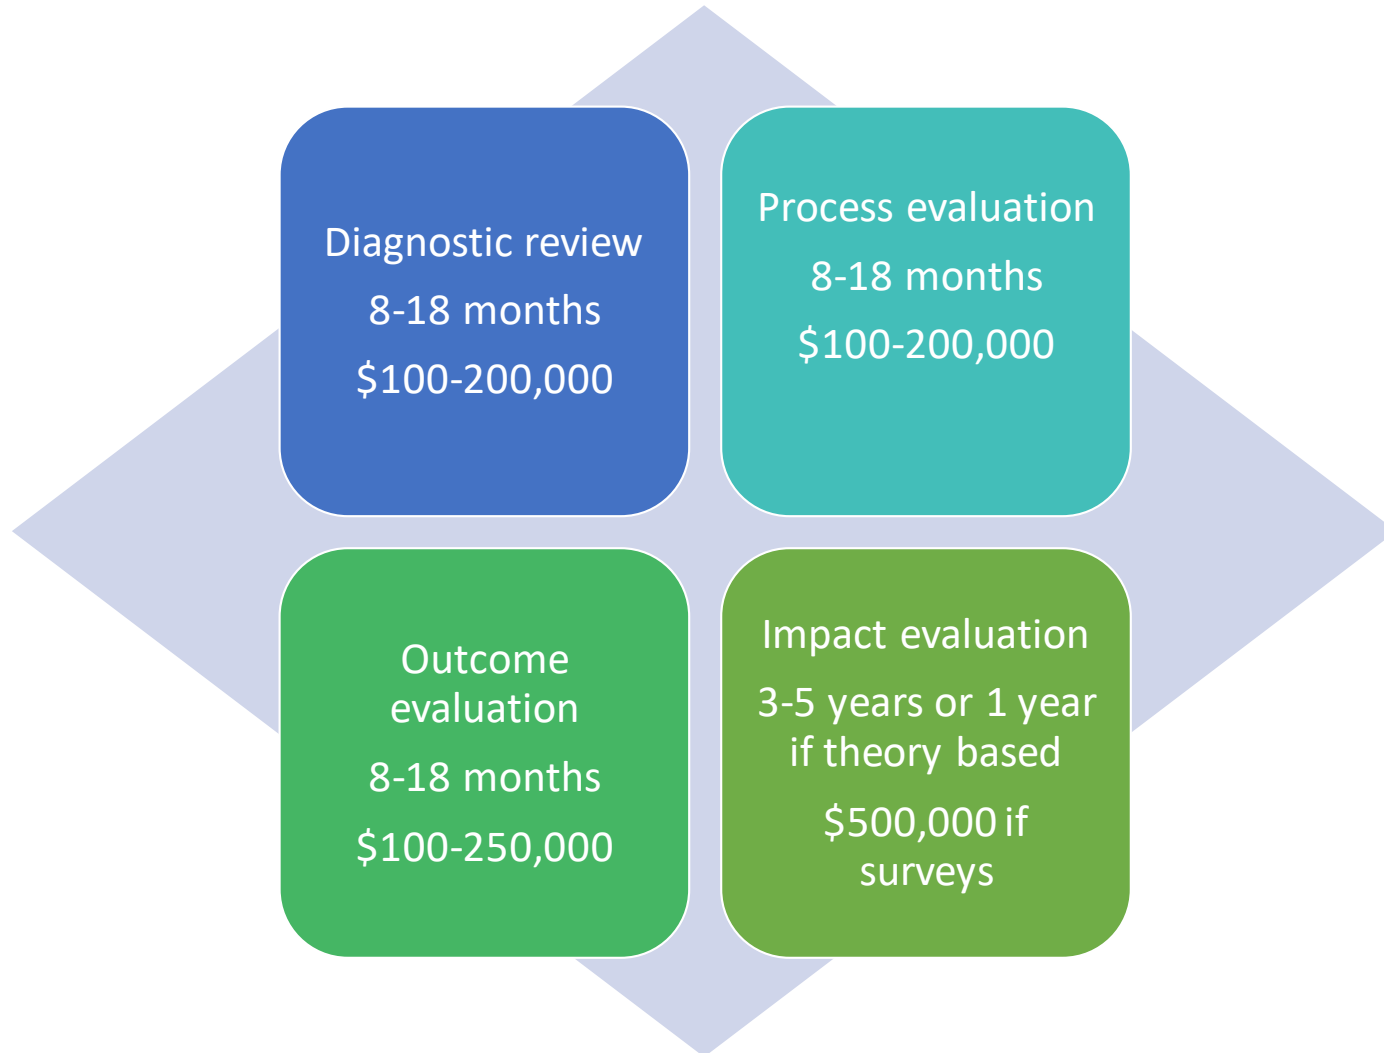 Diagnostic review
8-18 months
$100-200,000
Process evaluation
8-18 months
$100-200,000
Outcome
evaluation
8-18 months
$100-250,000
Impact evaluation
3-5 years or 1 year
if theory based
$500,000 if
surveys